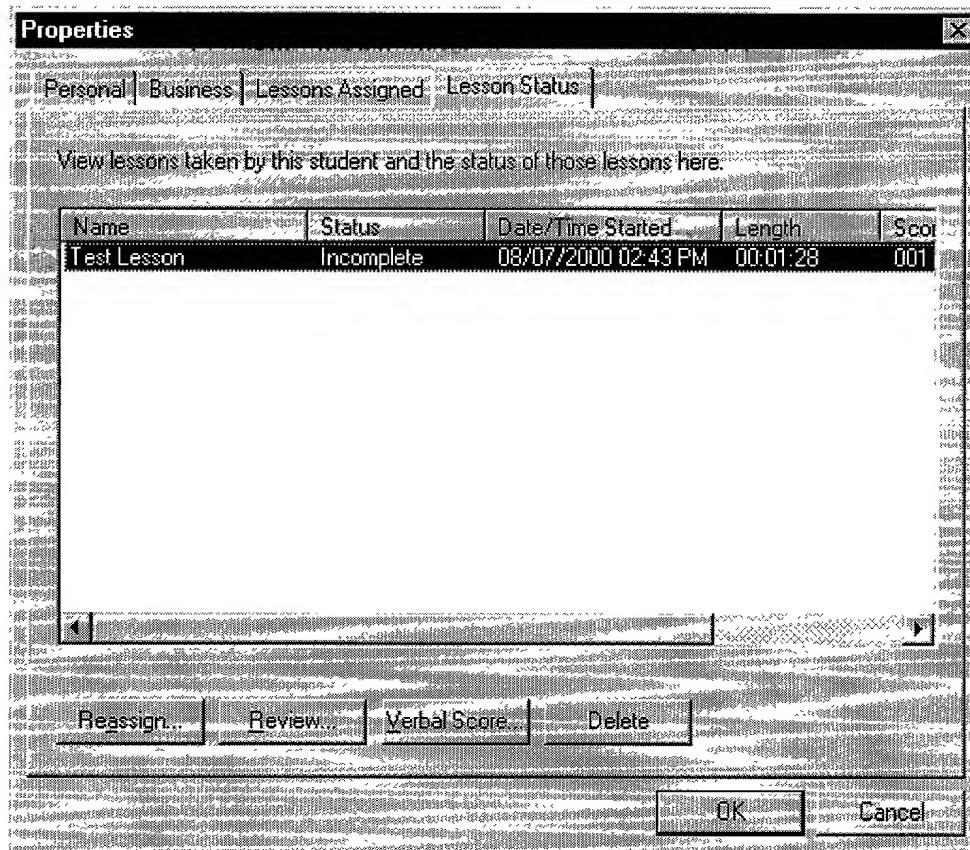 Properties
Personal Business Lessons Assigned Lesson Status
View lessons taken by this student and the status of those lessons here.
Name Status Date/Time Started Length Scor
Test Lesson Incomplete 08/07/2000 02:43 PM 00:01:28 001
Reassign... Review... Verbal Score... Delete
OK Cancel